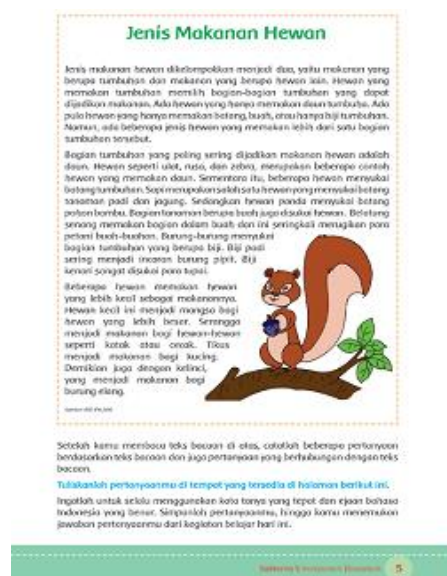 Jenis Makanan Hewan
Jenis makanan hewan dikelompokkan menjadi dua, yaitu makanan yang
berupa tumbuhan dan makanan yang berupa hewan lain. Hewan yang
memakan tumbuhan memilih bagian-bagian tumbuhan yang dapat
dijadikan makanan. Ada hewan yang hanya memakan daun tumbuha. Ada
pula hewan yang hanya memakan batang, buah, atau hanya biji tumbuhan.
Namun, ada beberapa jenis hewan yang memakan lebih dari satu bagian
tumbuhan tersebut.
Bagian tumbuhan yang paling sering dijadikan makanan hewan adalah
daun. Hewan seperti ulat, rusa, dan zebra, merupakan beberapa contoh
hewan yang memakan daun. Sementara itu, beberapa hewan menyukai
batang tumbuhan. Sapi merupakan salah satu hewan yang menyukai batang
tanaman padi dan jagung. Sedangkan hewan panda menyukai batang
pohon bambu. Bagian tanaman berupa buah juga disukai hewan. Belatung
senang memakan bagian dalam buah dan ini seringkali merugikan para
petani buah-buahan. Burung-burung menyukai
bagian tumbuhan yang berupa biji. Biji padi
sering menjadi incaran burung pipit. Biji
kenari sangat disukai para tupai.
Beberapa hewan memakan hewan
yang lebih kecil sebagai makanannya.
Hewan kecil ini menjadi mangsa bagi
hewan yang lebih besar. Serangga
menjadi makanan bagi hewan-hewan
seperti katak atau cecak. Tikus
menjadi makanan bagi kucing.
Demikian juga dengan kelinci,
yang menjadi makanan bagi
burung elang.
Setelah kamu membaca teks bacaan di atas, catatlah beberapa pertanyaan
berdasarkan teks bacaan dan juga pertanyaan yang berhubungan dengan teks
bacaan.
Tuliskanlah pertanyaanmu di tempat yang tersedia di halaman berikut ini.
Ingatlah untuk selalu menggunakan kata tanya yang tepat dan ejaan bahasa
Indonesia yang benar. Simpanlah pertanyaanmu, hingga kamu menemukan
jawaban pertanyaanmu dari kegiatan belajar hari ini.
5